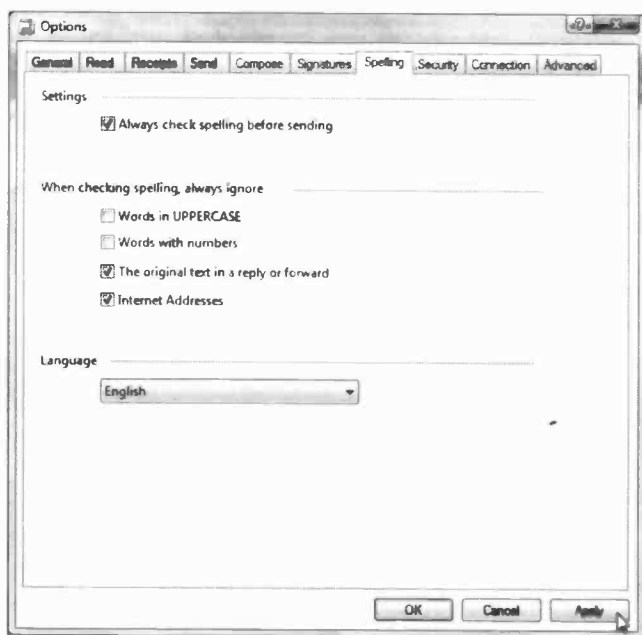 Options
General Read Receipts Send Compose Signatures Spelling Security Connection Advanced
Settings
Always check spelling before sending
When checking spelling, always ignore
Words in UPPERCASE
Words with numbers
The original text in a reply or forward
Internet Addresses
Language
English
OK Cancel Apply